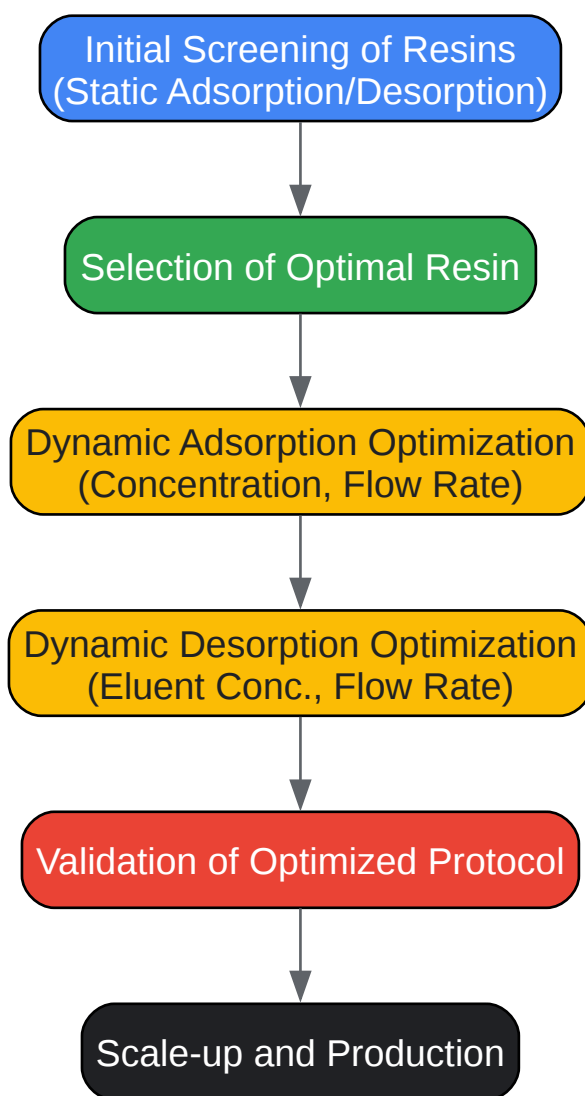 Initial Screening of Resins
(Static Adsorption/Desorption)
Selection of Optimal Resin
Dynamic Adsorption Optimization
(Concentration, Flow Rate)
Dynamic Desorption Optimization
(Eluent Conc., Flow Rate)
Validation of Optimized Protocol
Scale-up and Production